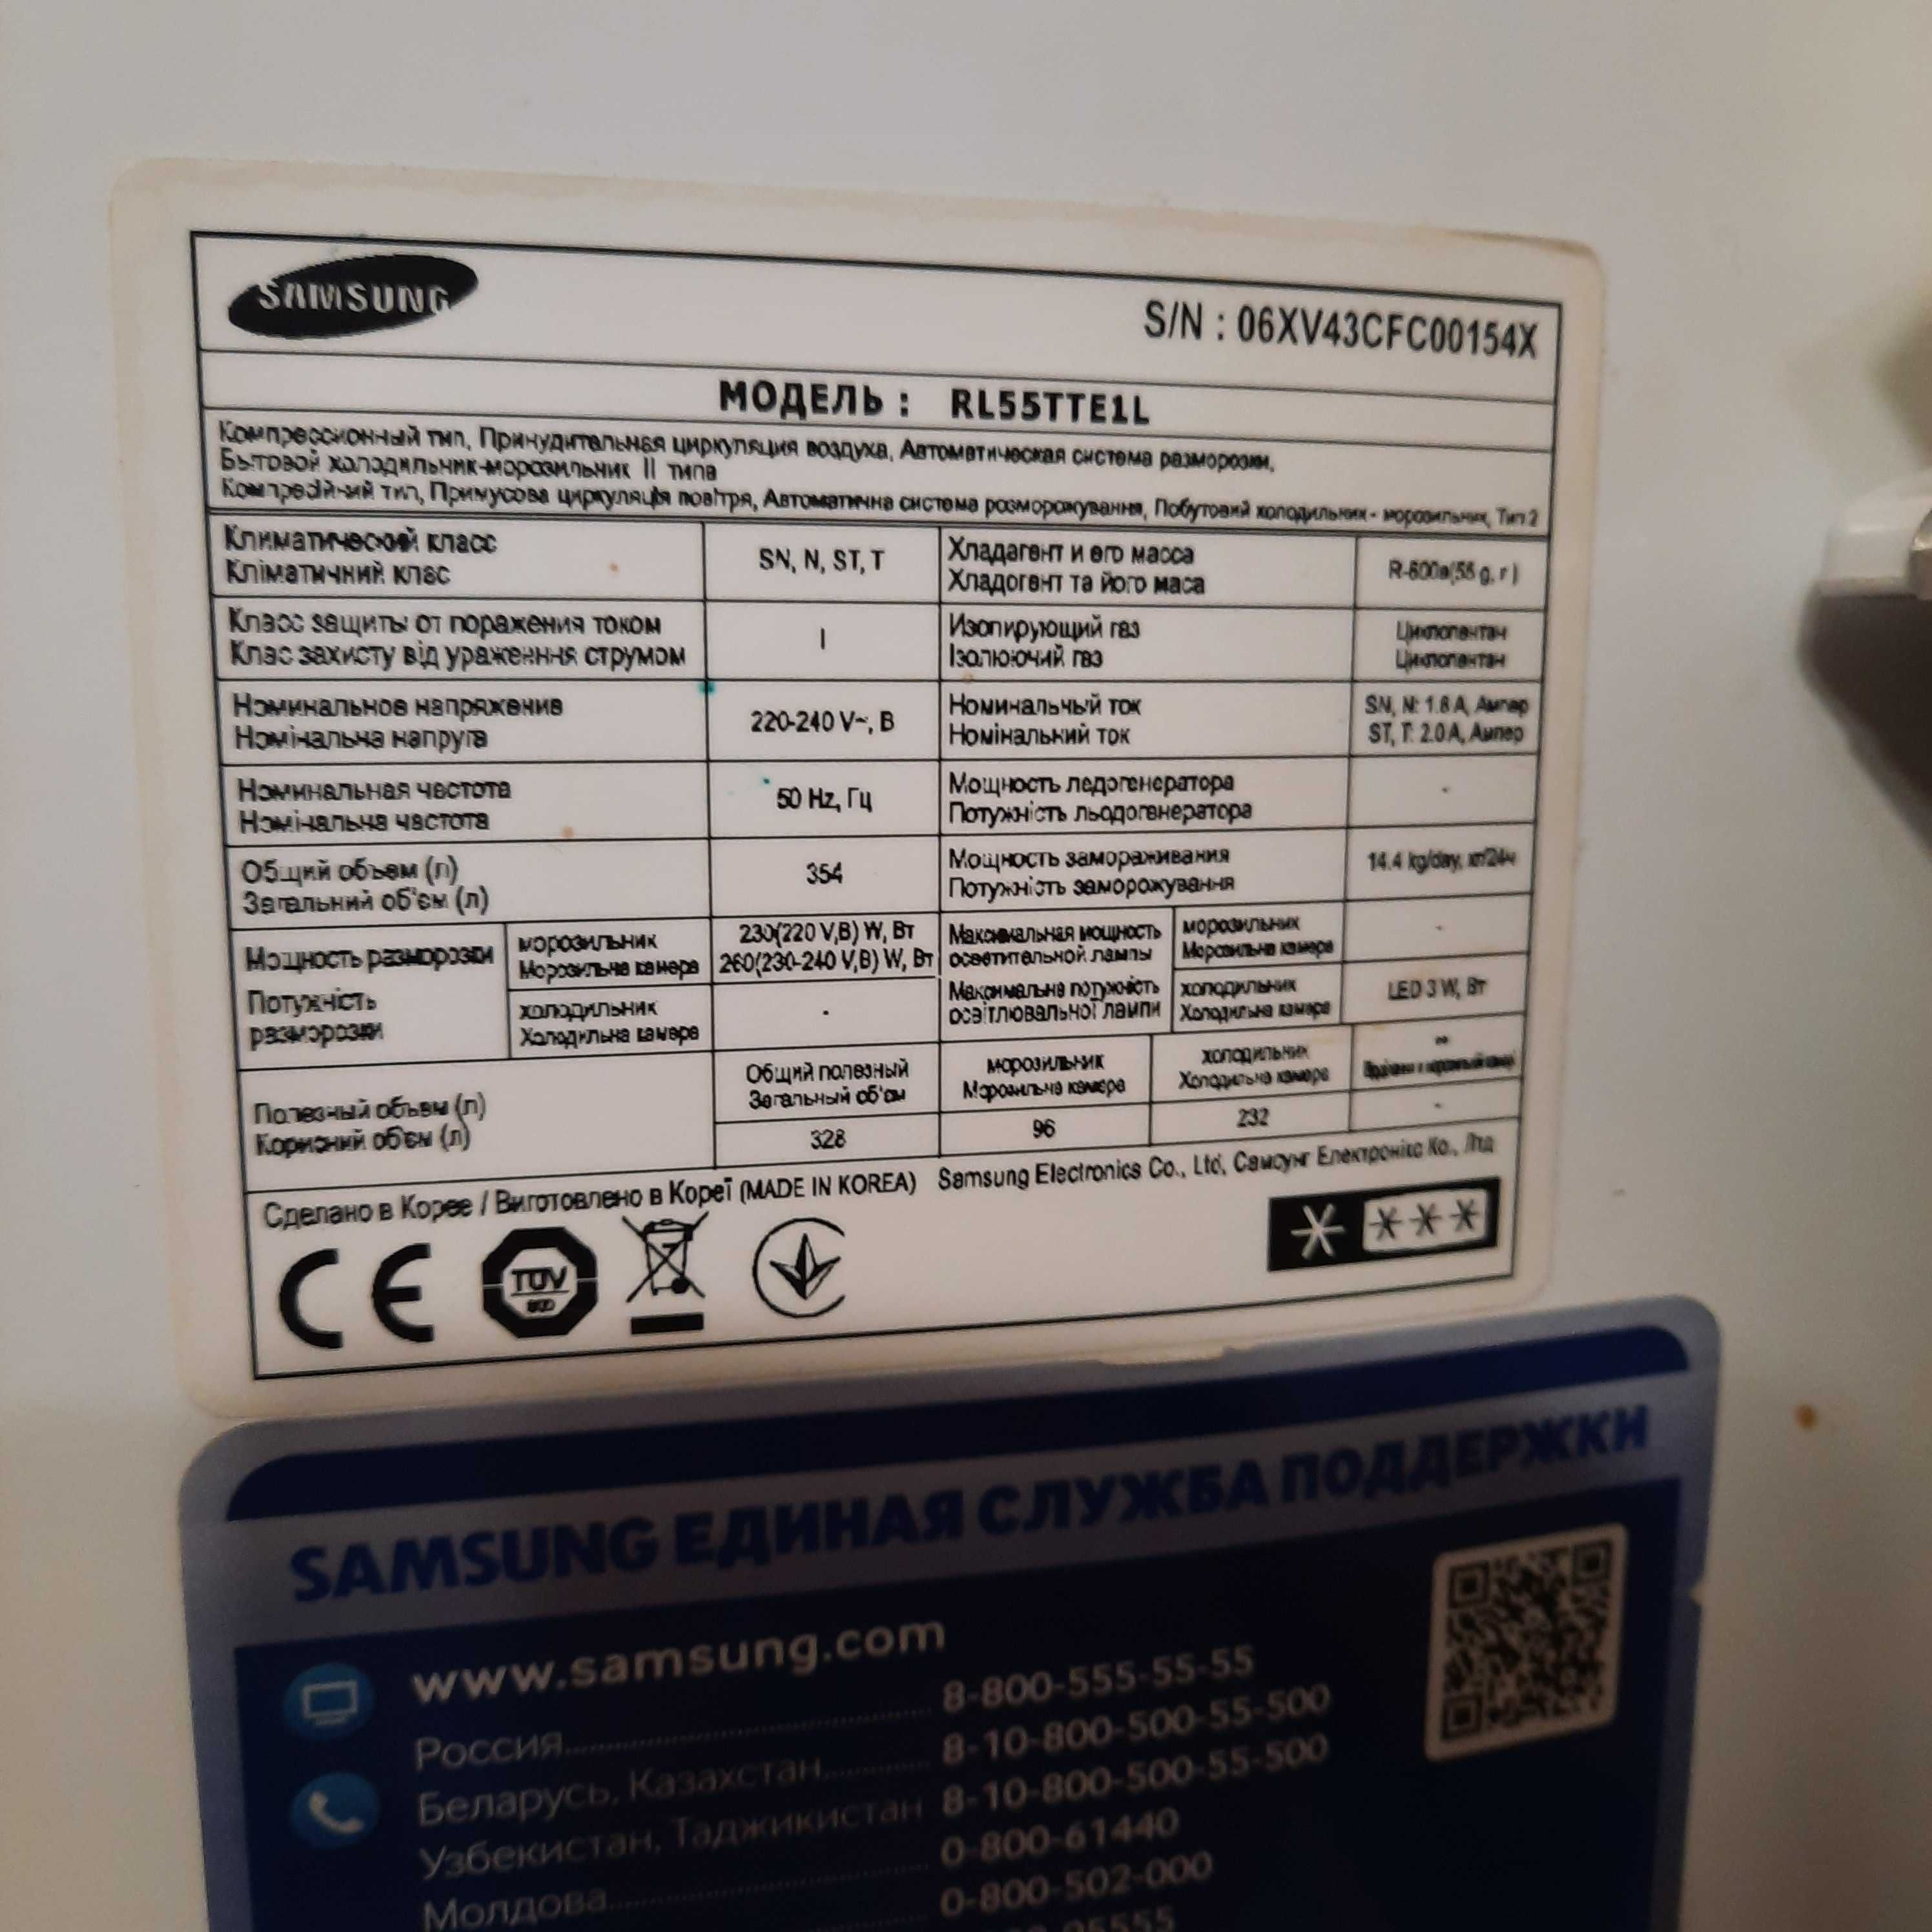 SAMSUNG
S/N : 06XV43CFC00154X
МОДЕЛЬ : RL55TTE1L
Компрессионный тип, Принудительная циркуляция воздуха, Автоматическая система разморозки,
Бытовой холодильник-морозильник II типа
Компресійний тип, Примусова циркуляція повітря, Автоматична система розморожування, Побутовий холодильник - морозильник, Тип 2
Климатический класс
Кліматичний клас
SN, N, ST, T
Хладагент и его масса
Хладогент та його маса
R-600a(55 g, г)
Класс защиты от поражения током
Клас захисту від ураженння струмом
I
Изолирующий газ
Ізолюючий газ
Циклопентан
Циклопентан
Номинальное напряжение
Номінальна напруга
220-240 V~, В
Номинальный ток
Номінальний ток
SN, N: 1.8 A, Ампер
ST, T: 2.0 A, Ампер
Номинальная частота
Номінальна частота
50 Hz, Гц
Мощность ледогенератора
Потужність льодогенератора
-
Общий объем (л)
Загальний об'єм (л)
354
Мощность замораживания
Потужність заморожування
14.4 kg/day, кг/24ч
Мощность разморозки
Потужність
разморозки
морозильник
Морозильна камера
230(220 V,В) W, Вт
260(230-240 V,В) W, Вт
холодильник
Холодильна камера
-
Максимальная мощность
осветительной лампы
Максимальна потужність
освітлювальної лампи
морозильник
Морозильна камера
-
холодильник
Холодильна камера
LED 3 W, Вт
Полезный объем (л)
Корисний об'єм (л)
Общий полезный
Загальный об'єм
328
морозильник
Морозильна камера
96
холодильник
Холодильна камера
232
**
-
Сделано в Корее / Виготовлено в Кореї (MADE IN KOREA) Samsung Electronics Co., Ltd, Самсунг Електронікс Ко., Лтд
CE
TÜV
* ***
SAMSUNG ЕДИНАЯ СЛУЖБА ПОДДЕРЖКИ
www.samsung.com
Россия 8-800-555-55-55
Беларусь, Казахстан 8-10-800-500-55-500
Узбекистан, Таджикистан 8-10-800-500-55-500
Молдова 0-800-61440
0-800-502-000